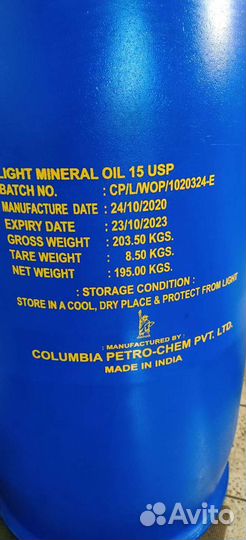 LIGHT MINERAL OIL 15 USP
BATCH NO. : CP/L/WOP/1020324-E
MANUFACTURE DATE : 24/10/2020
EXPIRY DATE : 23/10/2023
GROSS WEIGHT : 203.50 KGS.
TARE WEIGHT : 8.50 KGS.
NET WEIGHT : 195.00 KGS.
: STORAGE CONDITION :
STORE IN A COOL, DRY PLACE & PROTECT FROM LIGHT
: MANUFACTURED BY :
COLUMBIA PETRO-CHEM PVT. LTD.
MADE IN INDIA
Avito